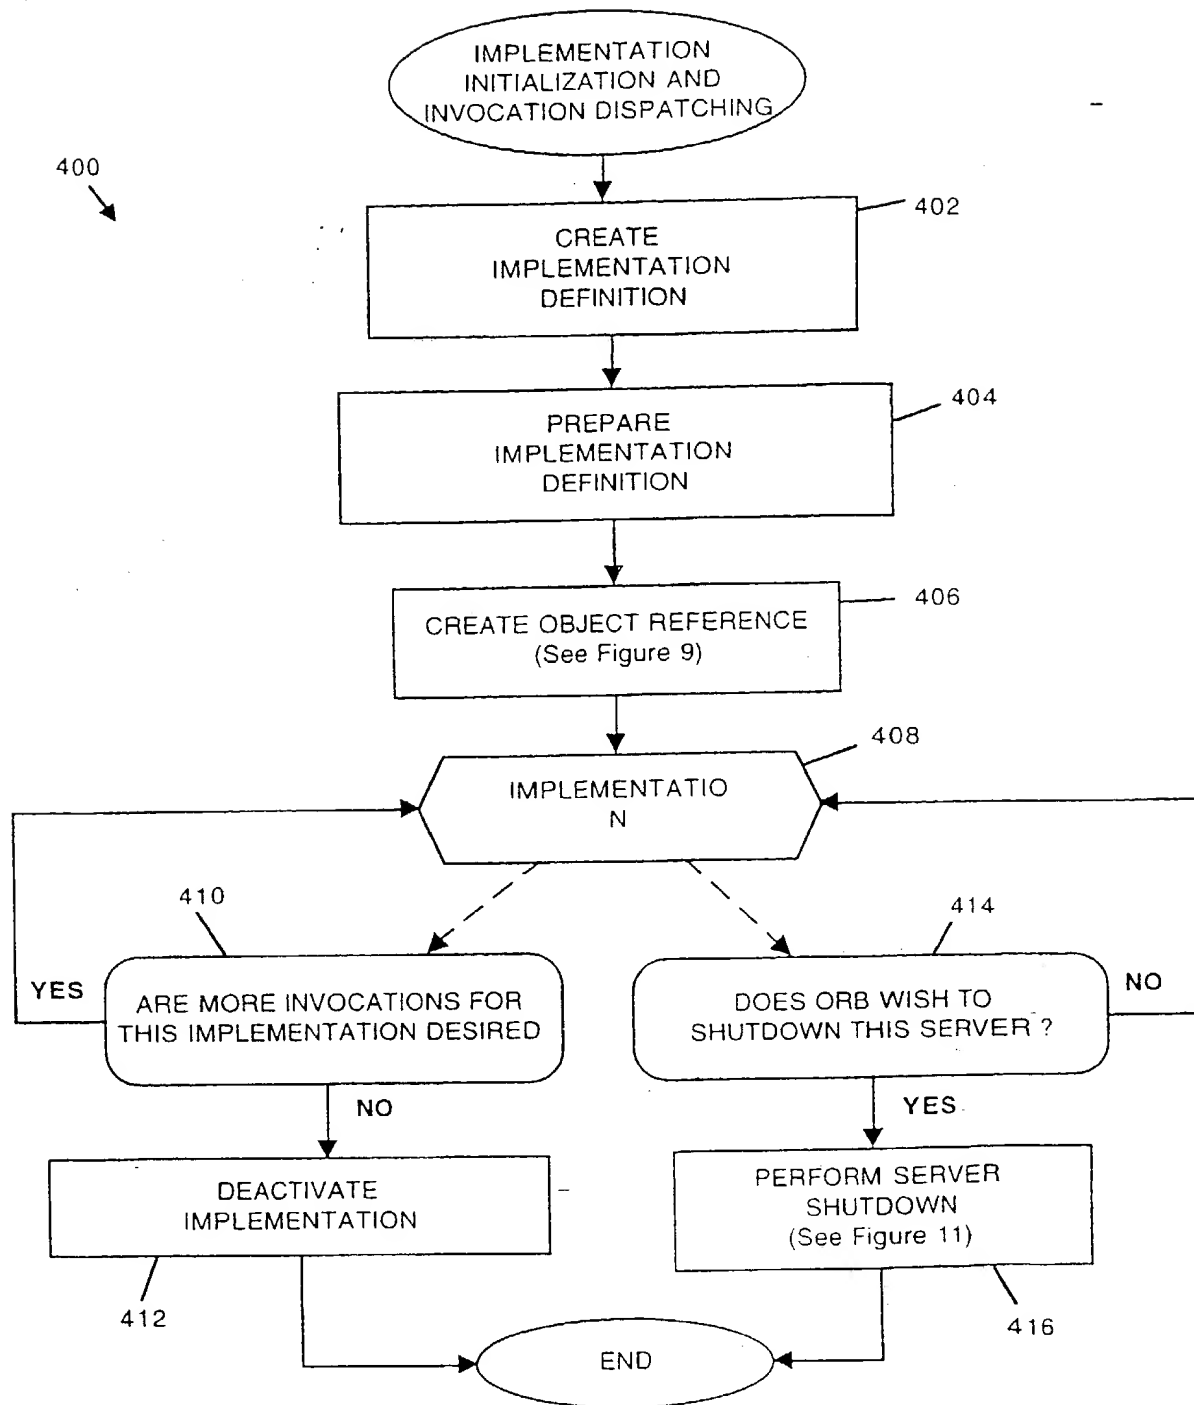 IMPLEMENTATION
INITIALIZATION AND
INVOCATION DISPATCHING
400
402
CREATE
IMPLEMENTATION
DEFINITION
404
PREPARE
IMPLEMENTATION
DEFINITION
406
CREATE OBJECT REFERENCE
(See Figure 9)
408
IMPLEMENTATIO
N
410
414
YES
ARE MORE INVOCATIONS FOR
THIS IMPLEMENTATION DESIRED
DOES ORB WISH TO
SHUTDOWN THIS SERVER ?
NO
NO
YES
DEACTIVATE
IMPLEMENTATION
PERFORM SERVER
SHUTDOWN
(See Figure 11)
412
416
END